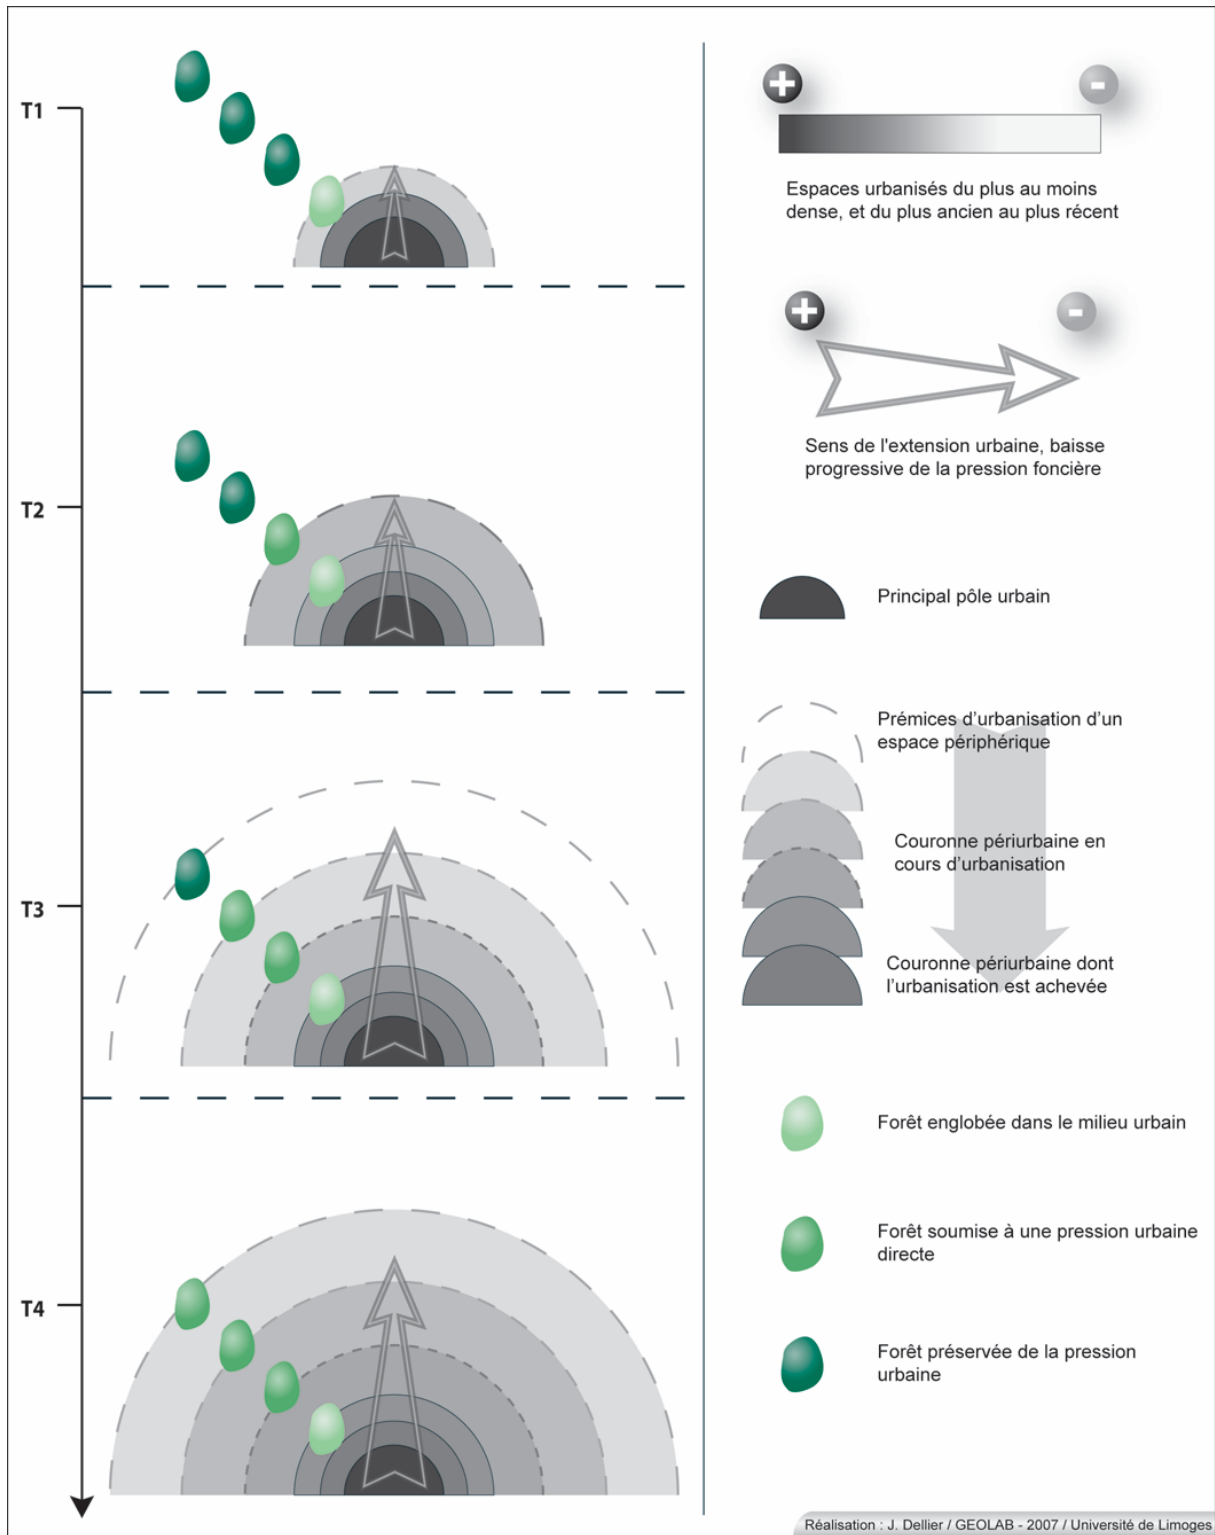 T1
T2
T3
T4
+
-
Espaces urbanisés du plus au moins
dense, et du plus ancien au plus récent
+
-
Sens de l'extension urbaine, baisse
progressive de la pression foncière
Principal pôle urbain
Prémices d'urbanisation d'un
espace périphérique
Couronne périurbaine en
cours d'urbanisation
Couronne périurbaine dont
l'urbanisation est achevée
Forêt englobée dans le milieu urbain
Forêt soumise à une pression urbaine
directe
Forêt préservée de la pression
urbaine
Réalisation : J. Dellier / GEOLAB - 2007 / Université de Limoges